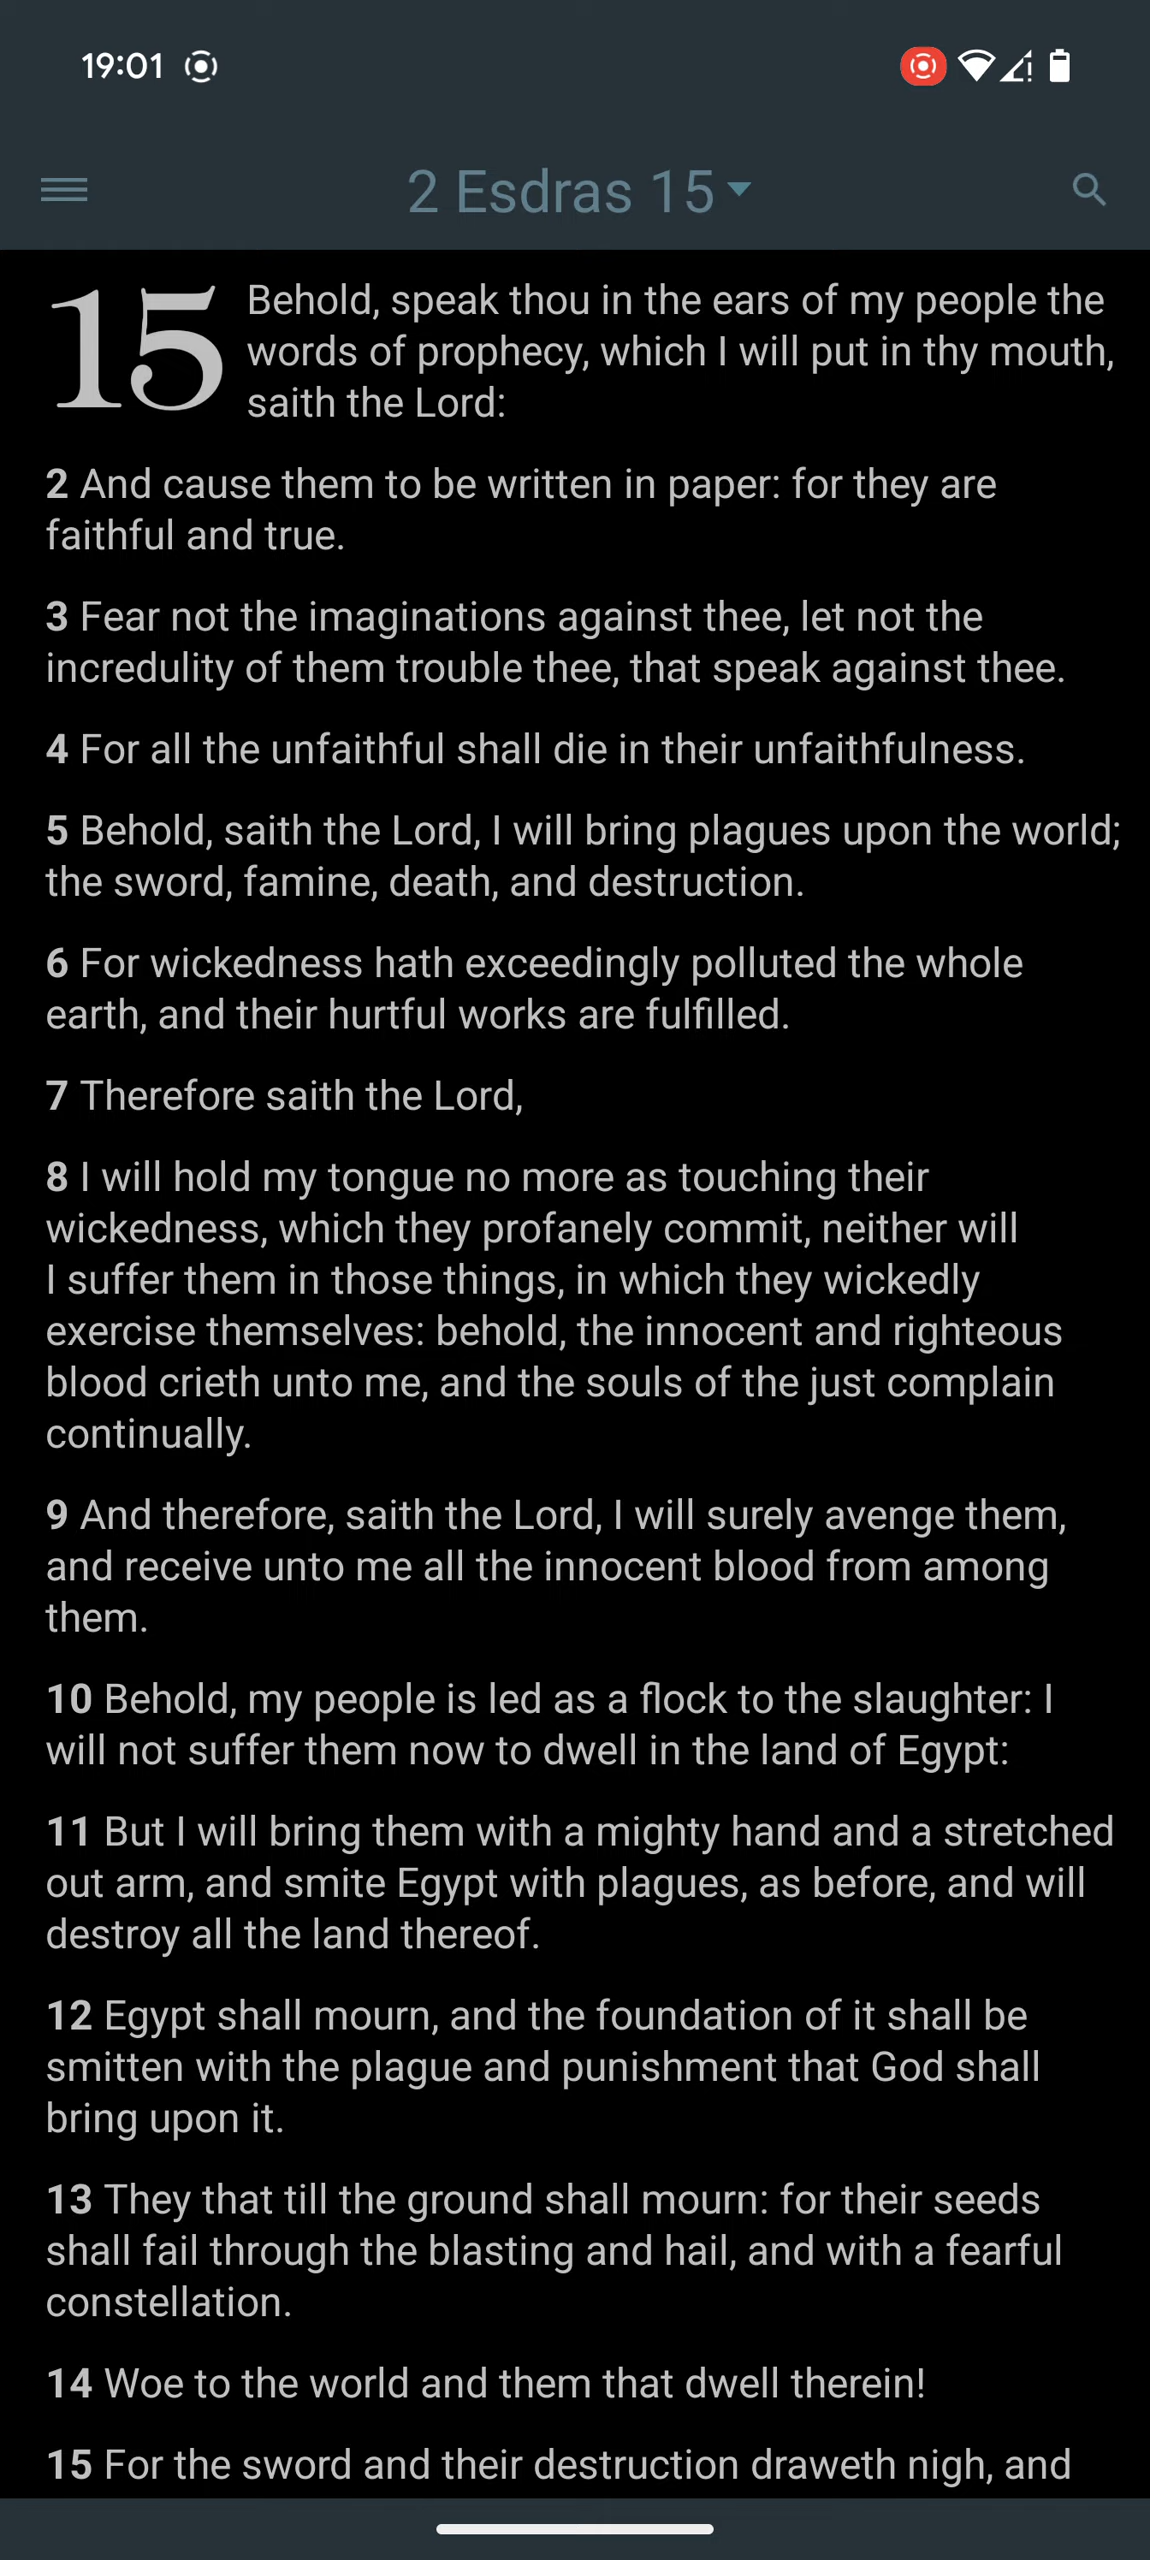 19:01
2 Esdras 15
15 Behold, speak thou in the ears of my people the
words of prophecy, which I will put in thy mouth,
saith the Lord:
2 And cause them to be written in paper: for they are
faithful and true.
3 Fear not the imaginations against thee, let not the
incredulity of them trouble thee, that speak against thee.
4 For all the unfaithful shall die in their unfaithfulness.
5 Behold, saith the Lord, I will bring plagues upon the world;
the sword, famine, death, and destruction.
6 For wickedness hath exceedingly polluted the whole
earth, and their hurtful works are fulfilled.
7 Therefore saith the Lord,
8 I will hold my tongue no more as touching their
wickedness, which they profanely commit, neither will
I suffer them in those things, in which they wickedly
exercise themselves: behold, the innocent and righteous
blood crieth unto me, and the souls of the just complain
continually.
9 And therefore, saith the Lord, I will surely avenge them,
and receive unto me all the innocent blood from among
them.
10 Behold, my people is led as a flock to the slaughter: I
will not suffer them now to dwell in the land of Egypt:
11 But I will bring them with a mighty hand and a stretched
out arm, and smite Egypt with plagues, as before, and will
destroy all the land thereof.
12 Egypt shall mourn, and the foundation of it shall be
smitten with the plague and punishment that God shall
bring upon it.
13 They that till the ground shall mourn: for their seeds
shall fail through the blasting and hail, and with a fearful
constellation.
14 Woe to the world and them that dwell therein!
15 For the sword and their destruction draweth nigh, and